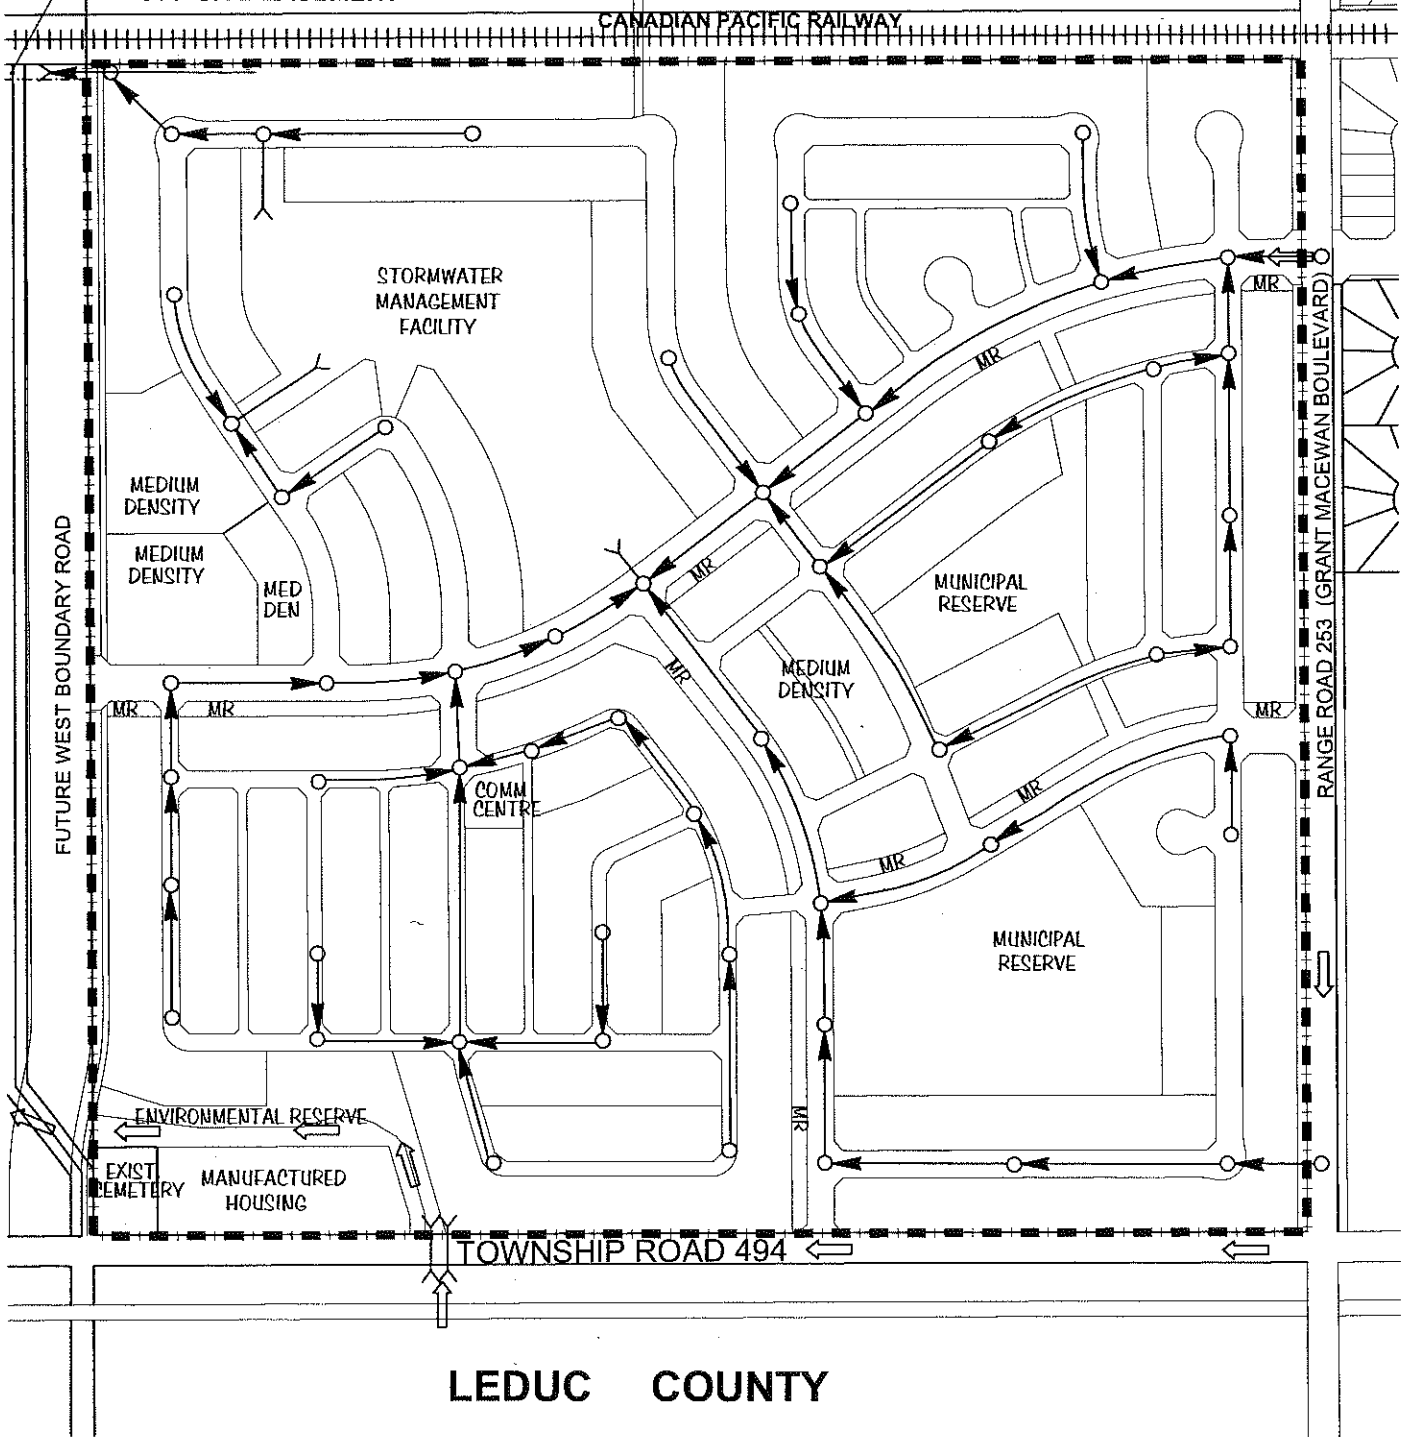 CANADIAN PACIFIC RAILWAY
STORMWATER
MANAGEMENT
FACILITY
MR
MR
RANGE ROAD 253 (GRANT MACEWAN BOULEVARD)
MEDIUM
DENSITY
MEDIUM
DENSITY
MED
DEN
FUTURE WEST BOUNDARY ROAD
MR
MUNICIPAL
RESERVE
MR
MEDIUM
DENSITY
MR
MR
MR
COMM
CENTRE
MR
MR
MUNICIPAL
RESERVE
ENVIRONMENTAL RESERVE
MR
EXIST.
CEMETERY
MANUFACTURED
HOUSING
TOWNSHIP ROAD 494
LEDUC COUNTY